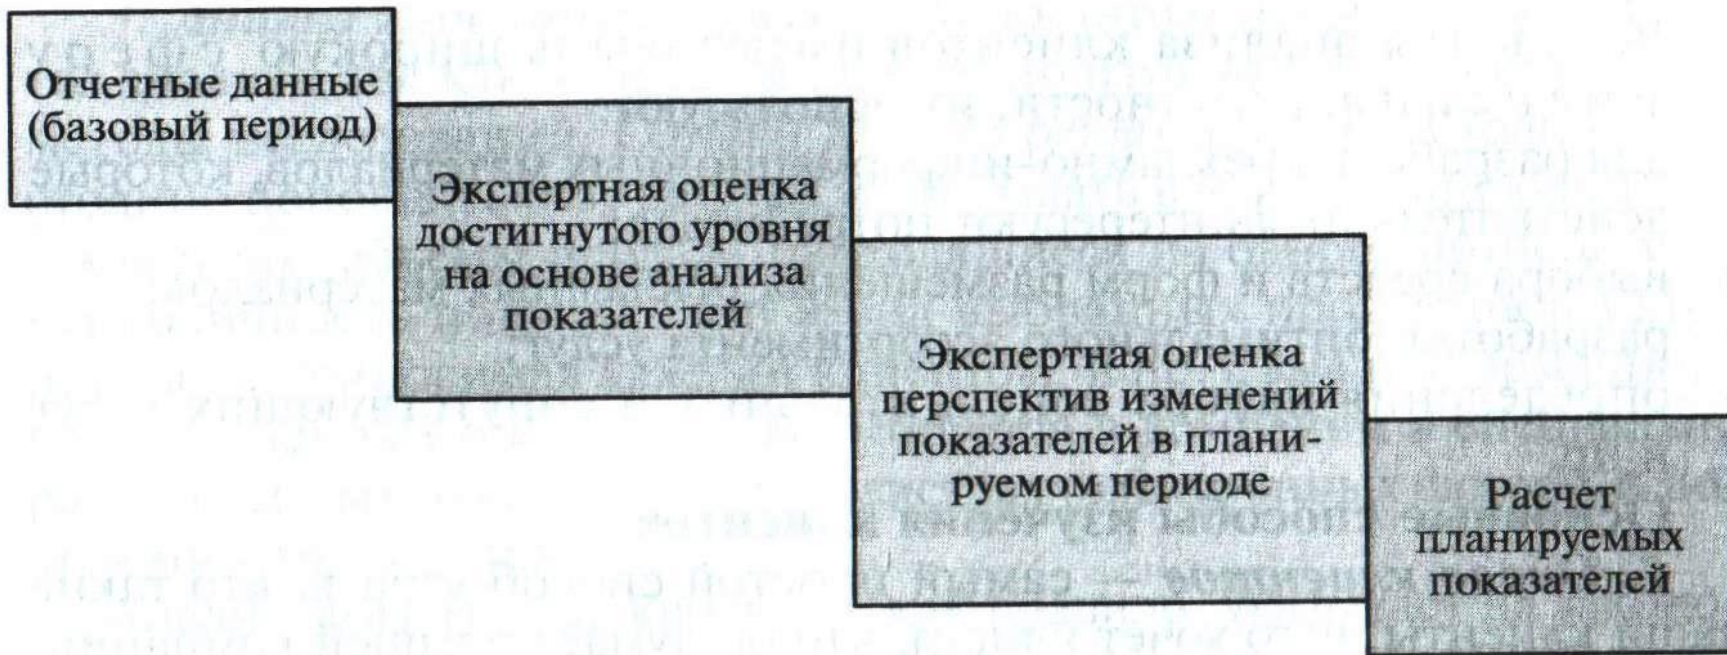 Отчетные данные
(базовый период)
Экспертная оценка
достигнутого уровня
на основе анализа
показателей
Экспертная оценка
перспектив изменений
показателей в плани-
руемом периоде
Расчет
планируемых
показателей